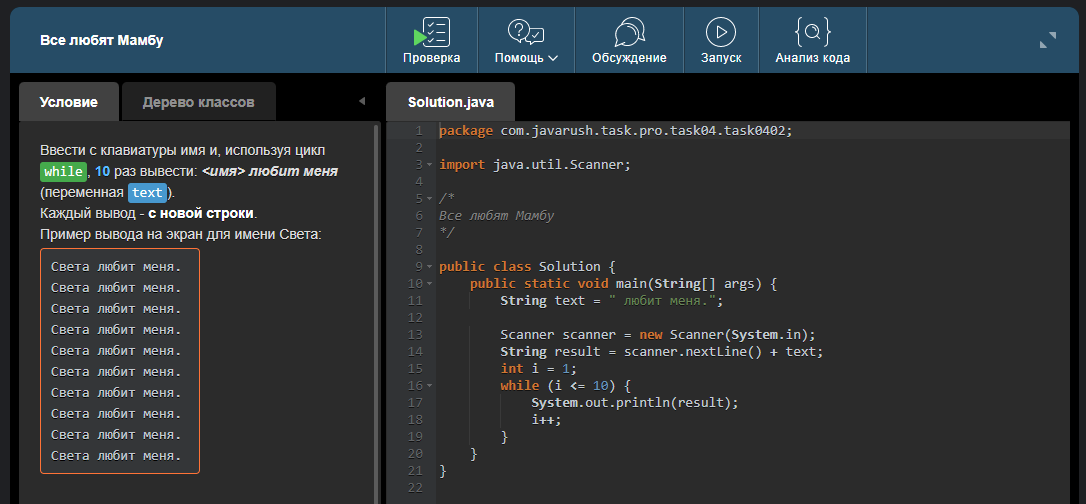 Все любят Мамбу
Проверка
Помощь
Обсуждение
Запуск
Анализ кода
Условие
Дерево классов
Ввести с клавиатуры имя и, используя цикл
while, 10 раз вывести: <имя> любит меня
(переменная text).
Каждый вывод - с новой строки.
Пример вывода на экран для имени Света:
Света любит меня.
Света любит меня.
Света любит меня.
Света любит меня.
Света любит меня.
Света любит меня.
Света любит меня.
Света любит меня.
Света любит меня.
Света любит меня.
Solution.java
1 package com.javarush.task.pro.task04.task0402;
2
3 import java.util.Scanner;
4
5 /*
6 Все любят Мамбу
7 */
8
9 public class Solution {
10     public static void main(String[] args) {
11         String text = " любит меня.";
12
13         Scanner scanner = new Scanner(System.in);
14         String result = scanner.nextLine() + text;
15         int i = 1;
16         while (i <= 10) {
17             System.out.println(result);
18             i++;
19         }
20     }
21 }
22